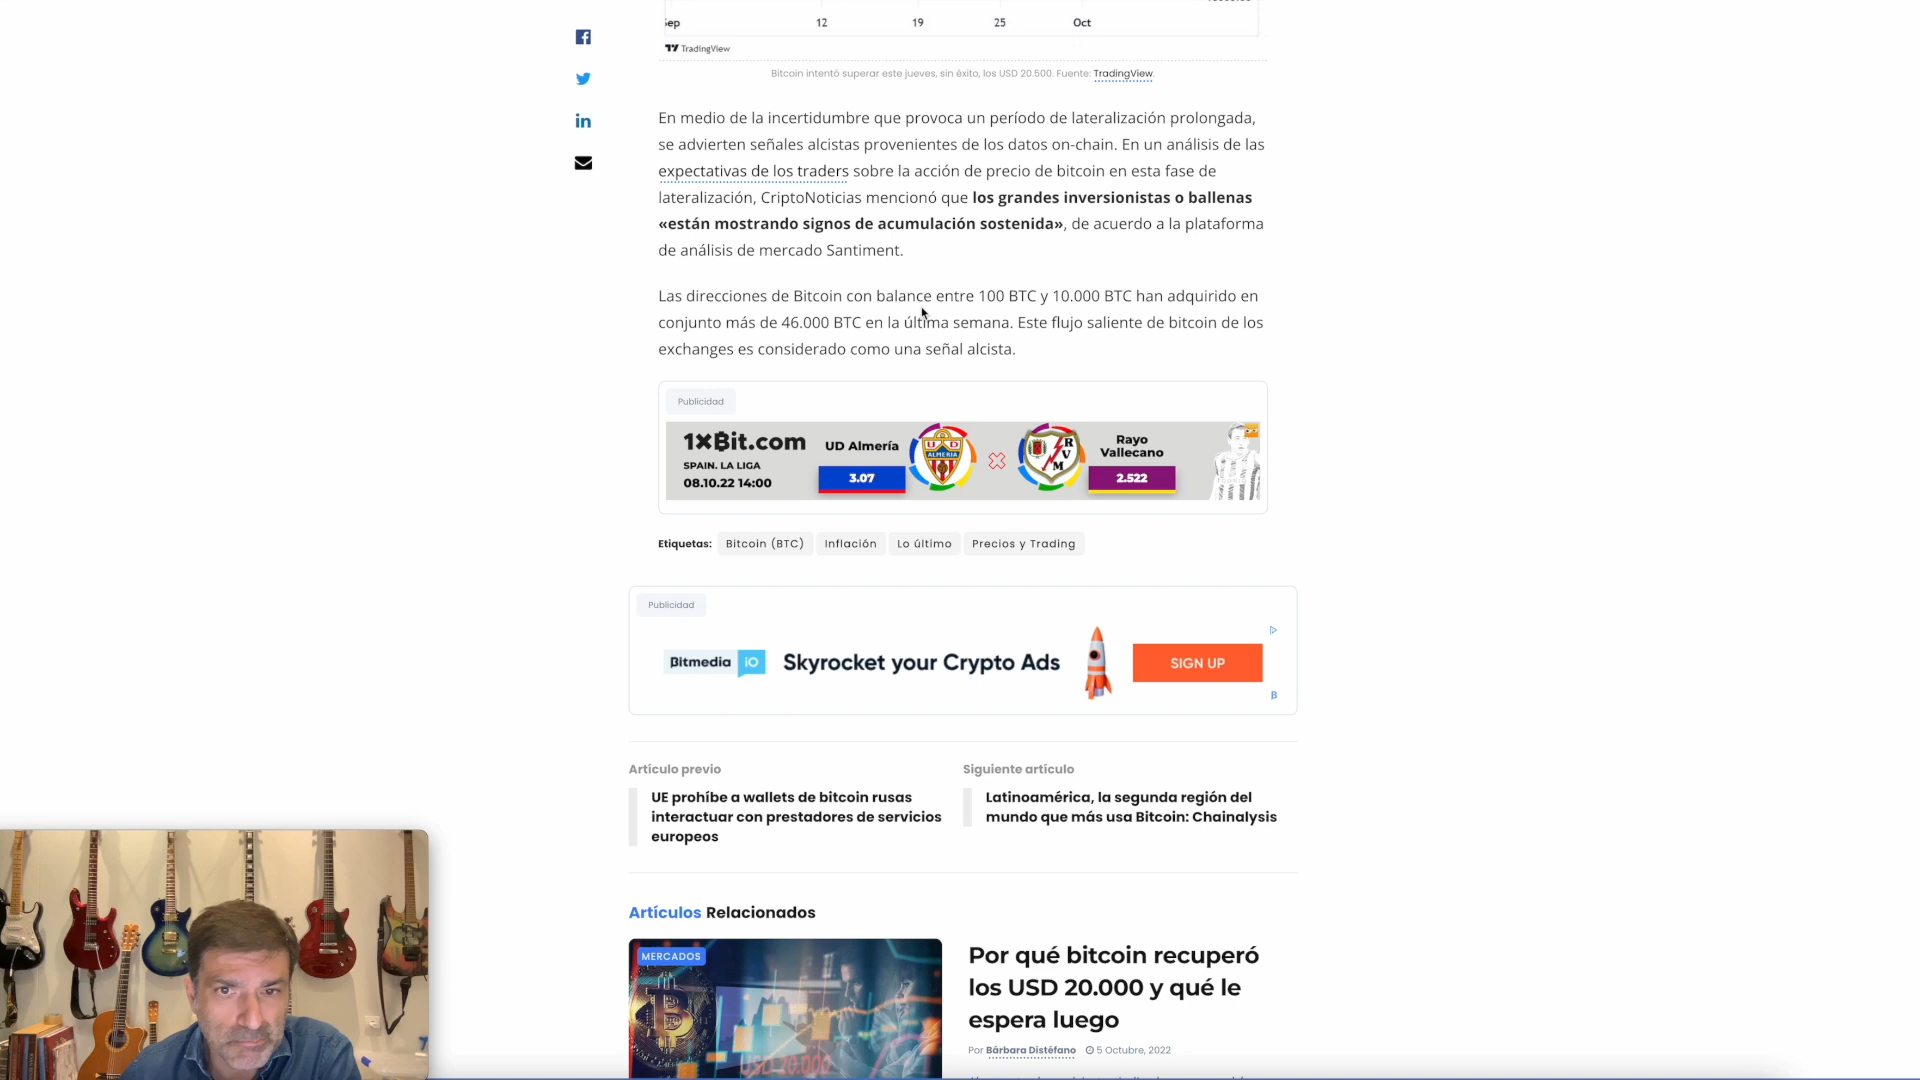 Sep 12 19 25 Oct
TradingView
Bitcoin intentó superar este jueves, sin éxito, los USD 20.500. Fuente: TradingView.
En medio de la incertidumbre que provoca un período de lateralización prolongada,
se advierten señales alcistas provenientes de los datos on-chain. En un análisis de las
expectativas de los traders sobre la acción de precio de bitcoin en esta fase de
lateralización, CriptoNoticias mencionó que los grandes inversionistas o ballenas
«están mostrando signos de acumulación sostenida», de acuerdo a la plataforma
de análisis de mercado Santiment.
Las direcciones de Bitcoin con balance entre 100 BTC y 10.000 BTC han adquirido en
conjunto más de 46.000 BTC en la última semana. Este flujo saliente de bitcoin de los
exchanges es considerado como una señal alcista.
Publicidad
1×Bit.com
SPAIN. LA LIGA
08.10.22 14:00
UD Almería
3.07
UD ALMERIA
RVM
Rayo
Vallecano
2.522
Etiquetas: Bitcoin (BTC) Inflación Lo último Precios y Trading
Publicidad
Bitmedia iO Skyrocket your Crypto Ads SIGN UP
B
Artículo previo
UE prohíbe a wallets de bitcoin rusas
interactuar con prestadores de servicios
europeos
Siguiente artículo
Latinoamérica, la segunda región del
mundo que más usa Bitcoin: Chainalysis
Artículos Relacionados
MERCADOS
USD 20.000
Por qué bitcoin recuperó
los USD 20.000 y qué le
espera luego
Por Bárbara Distéfano 5 Octubre, 2022